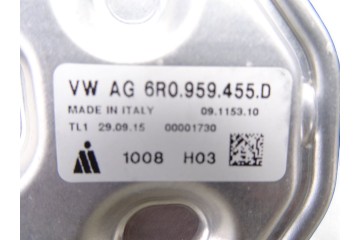 VW AG 6R0.959.455.D
MADE IN ITALY 09.1153.10
TL1 29.09.15 00001730
1008 H03